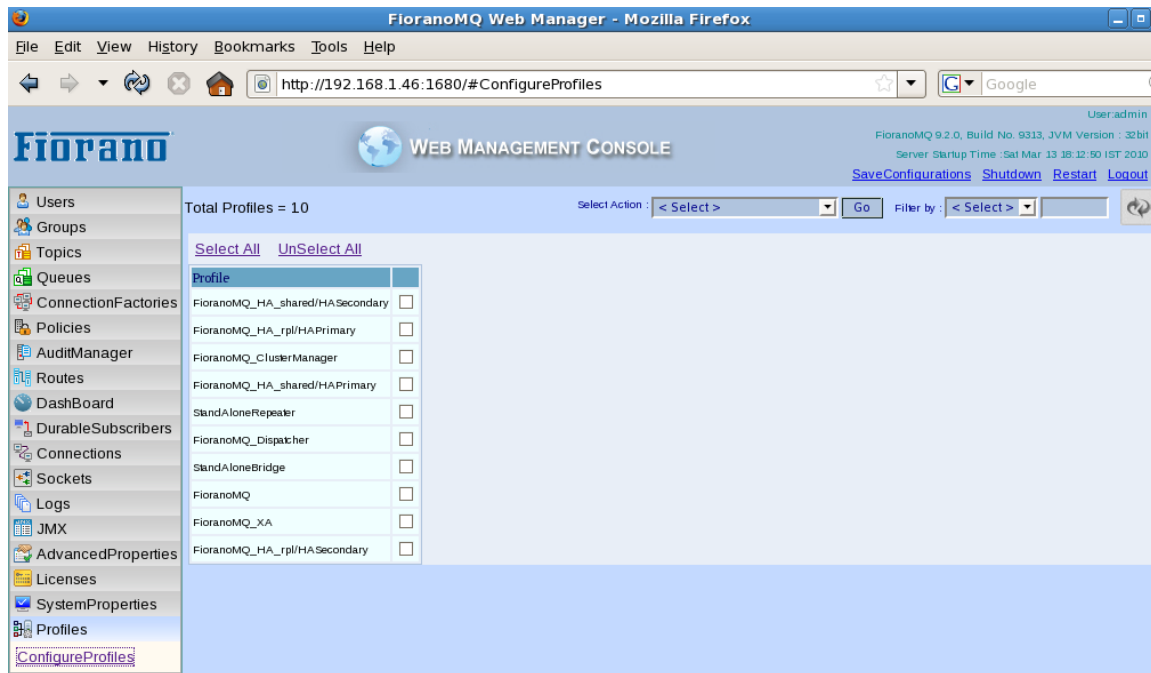 FioranoMQ Web Manager - Mozilla Firefox
File Edit View History Bookmarks Tools Help
http://192.168.1.46:1680/#ConfigureProfiles
G Google
Fiorano
WEB MANAGEMENT CONSOLE
User:admin
FioranoMQ 9.2.0, Build No. 9313, JVM Version : 32bit
Server Startup Time :Sat Mar 13 18:12:50 IST 2010
SaveConfigurations Shutdown Restart Logout
Users
Groups
Topics
Queues
ConnectionFactories
Policies
AuditManager
Routes
DashBoard
DurableSubscribers
Connections
Sockets
Logs
JMX
AdvancedProperties
Licenses
SystemProperties
Profiles
ConfigureProfiles
Total Profiles = 10
Select Action : < Select > Go Filter by : < Select >
Select All UnSelect All
Profile
FioranoMQ_HA_shared/HASecondary
FioranoMQ_HA_rpl/HAPrimary
FioranoMQ_ClusterManager
FioranoMQ_HA_shared/HAPrimary
StandAloneRepeater
FioranoMQ_Dispatcher
StandAloneBridge
FioranoMQ
FioranoMQ_XA
FioranoMQ_HA_rpl/HASecondary